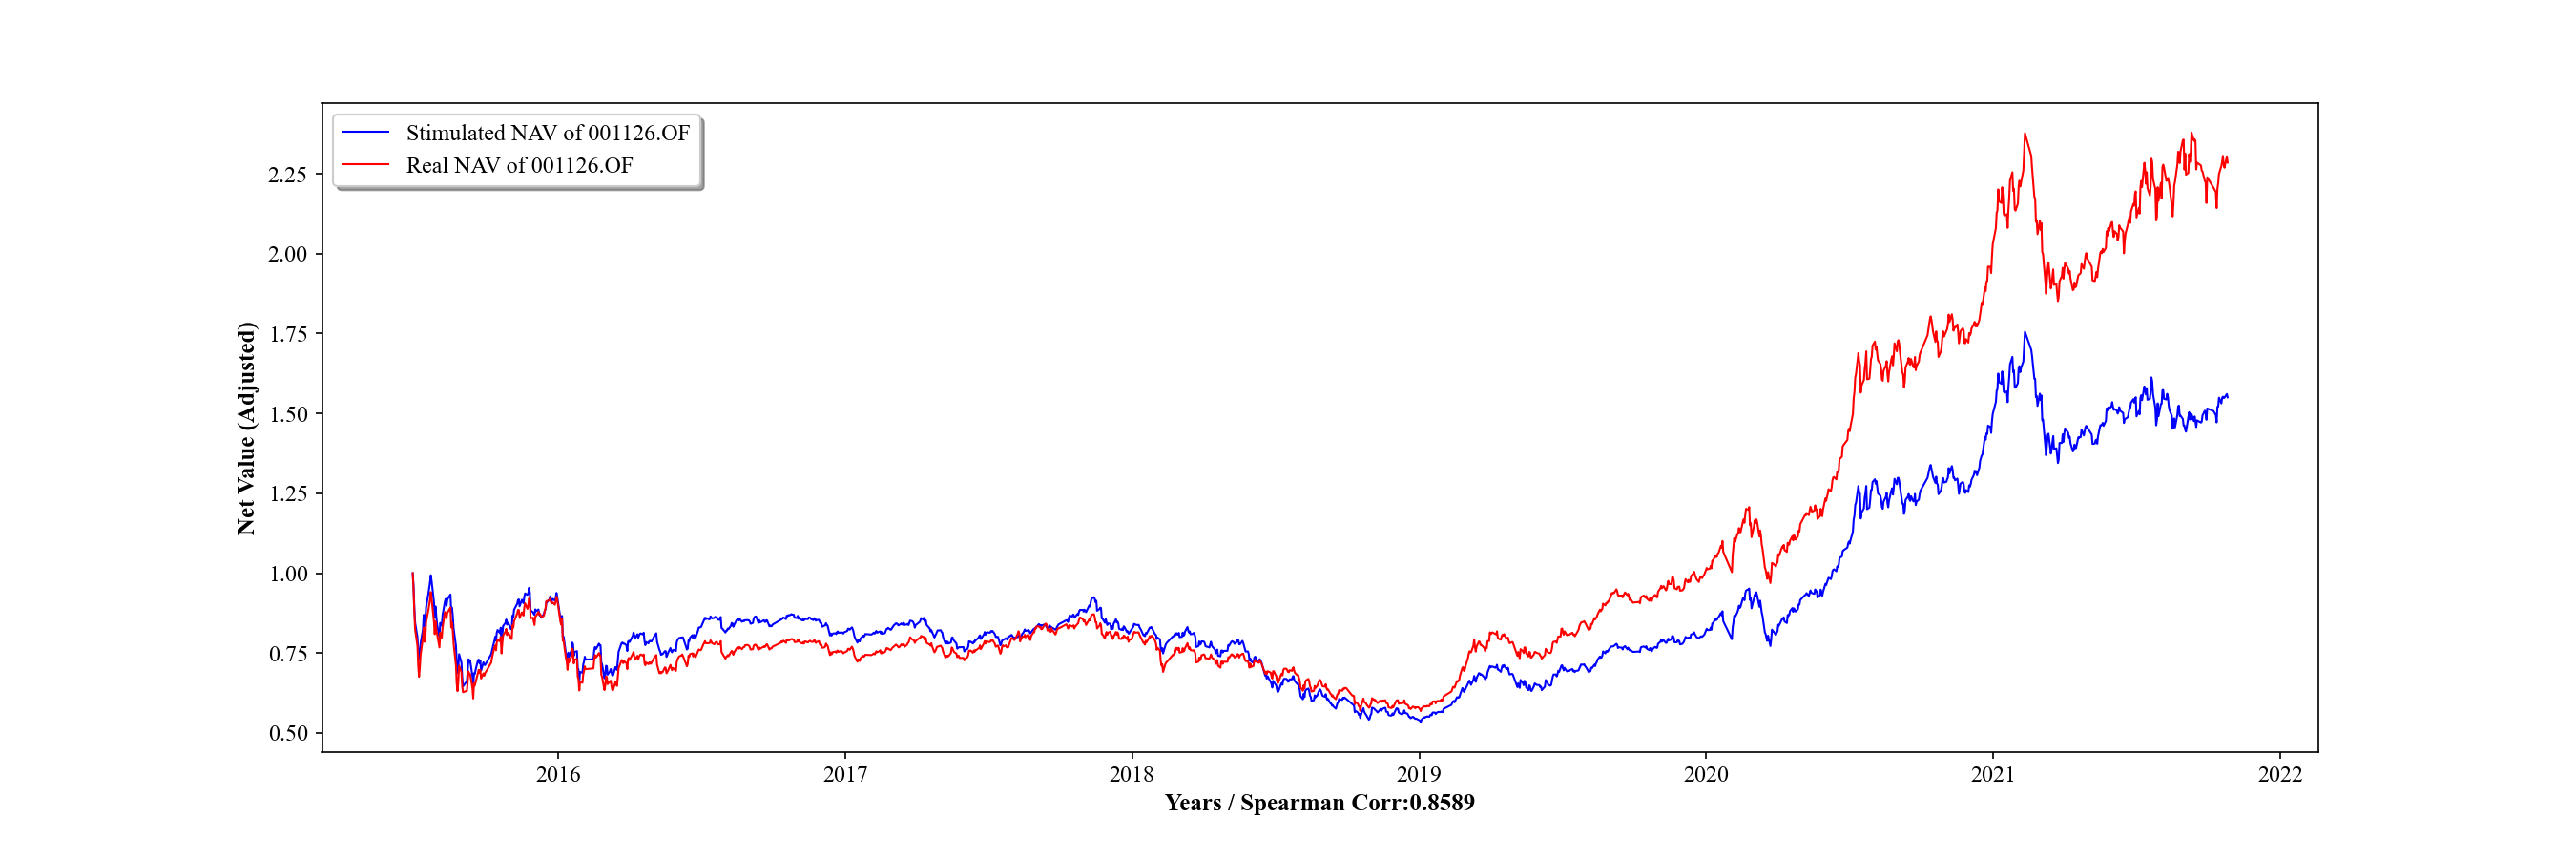 Stimulated NAV of 001126.OF
Real NAV of 001126.OF
Net Value (Adjusted)
2.25
2.00
1.75
1.50
1.25
1.00
0.75
0.50
2016 2017 2018 2019 2020 2021 2022
Years / Spearman Corr:0.8589